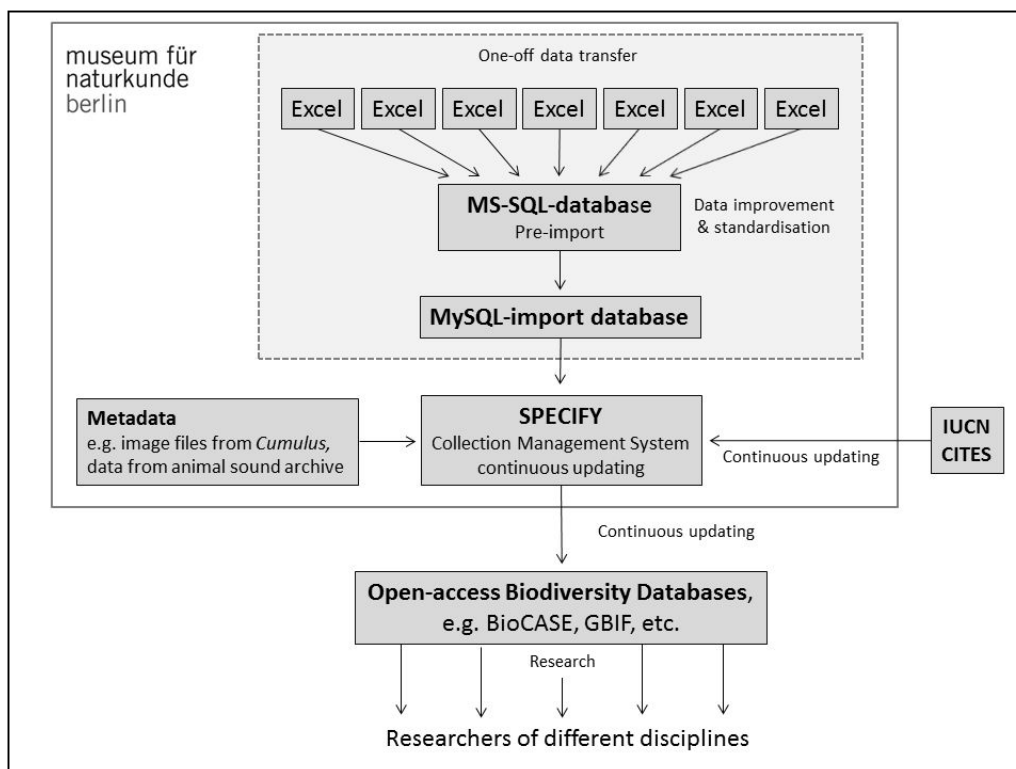 museum für
naturkunde
berlin
One-off data transfer
Excel Excel Excel Excel Excel Excel Excel
MS-SQL-database
Pre-import
Data improvement
& standardisation
MySQL-import database
Metadata
e.g. image files from Cumulus,
data from animal sound archive
SPECIFY
Collection Management System
continuous updating
Continuous updating
IUCN
CITES
Continuous updating
Open-access Biodiversity Databases,
e.g. BioCASE, GBIF, etc.
Research
Researchers of different disciplines